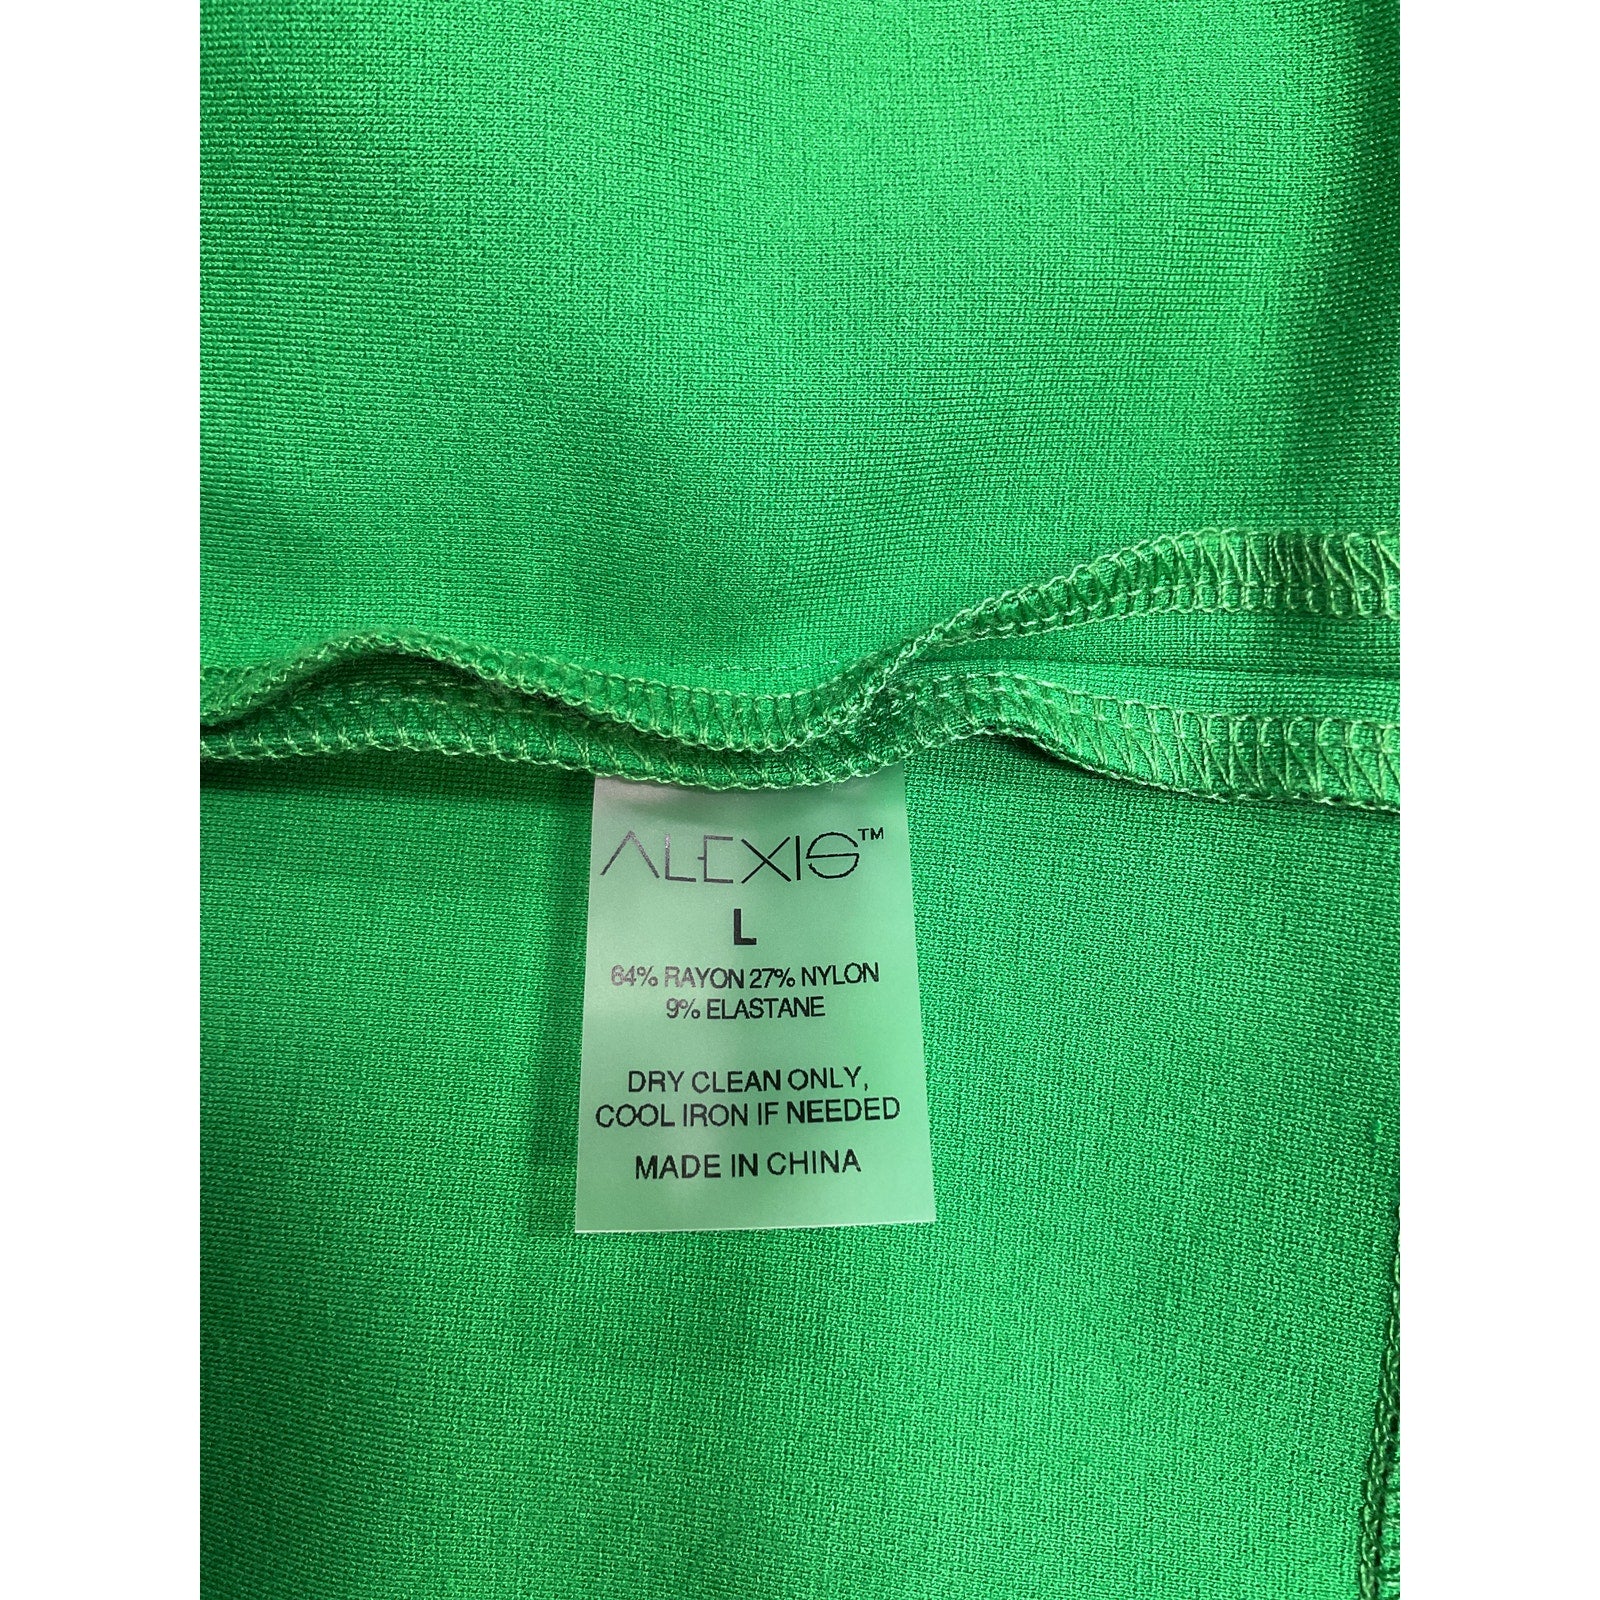 ALEXIS™
L
64% RAYON 27% NYLON
9% ELASTANE
DRY CLEAN ONLY,
COOL IRON IF NEEDED
MADE IN CHINA